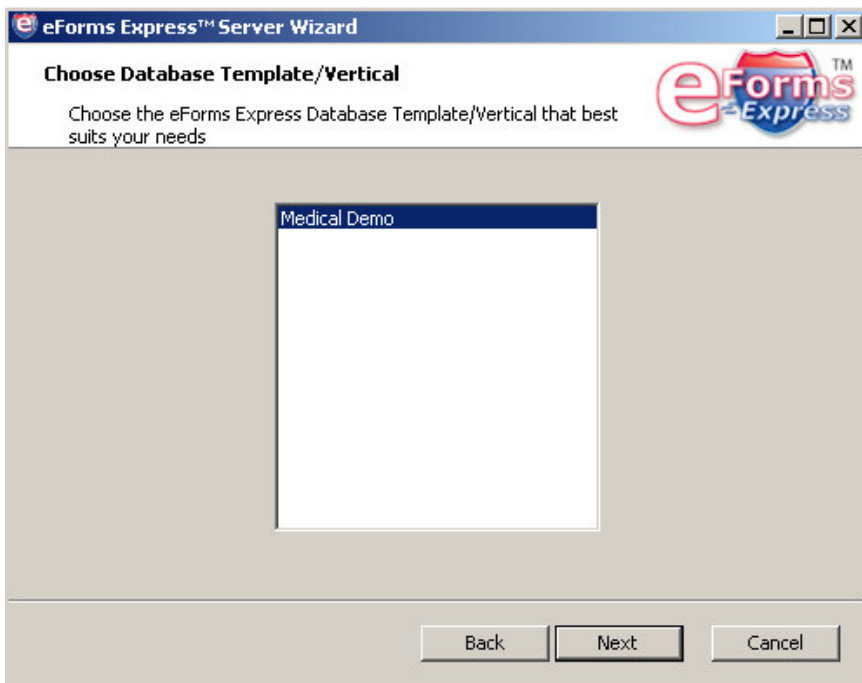 eForms Express™ Server Wizard
Choose Database Template/Vertical
Choose the eForms Express Database Template/Vertical that best
suits your needs
eForms TM
Express
Medical Demo
Back Next Cancel